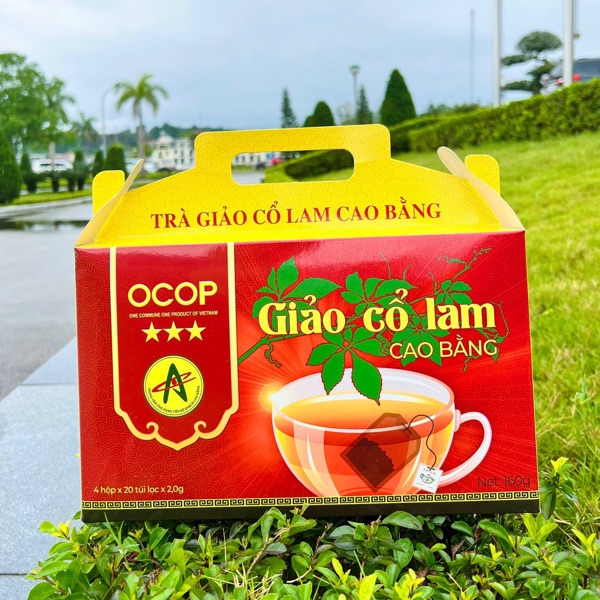 TRÀ GIẢO CỔ LAM CAO BẰNG
OCOP
ONE COMMUNE ONE PRODUCT OF VIETNAM
Giảo cổ lam
CAO BẰNG
4 hộp x 20 túi lọc x 2,0g
Net: 160g